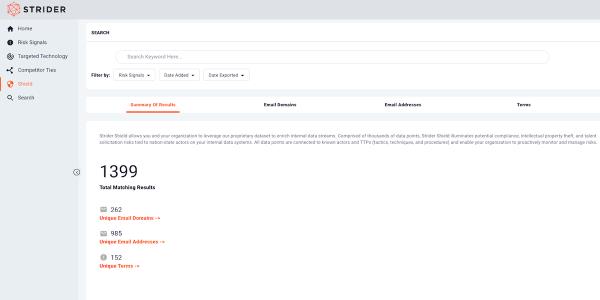 STRIDER
Home
Risk Signals
Targeted Technology
Competitor Ties
Shield
Search
SEARCH
Search Keyword Here...
Filter by: Risk Signals Date Added Date Exported
Summary Of Results Email Domains Email Addresses Terms
Strider Shield allows you and your organization to leverage our proprietary dataset to enrich internal data streams. Comprised of thousands of data points, Strider Shield illuminates potential compliance, intellectual property theft, and talent
solicitation risks tied to nation-state actors on your internal data systems. All data points are connected to known actors and TTPs (tactics, techniques, and procedures) and enable your organization to proactively monitor and manage risks.
1399
Total Matching Results
262
Unique Email Domains ->
985
Unique Email Addresses ->
152
Unique Terms ->